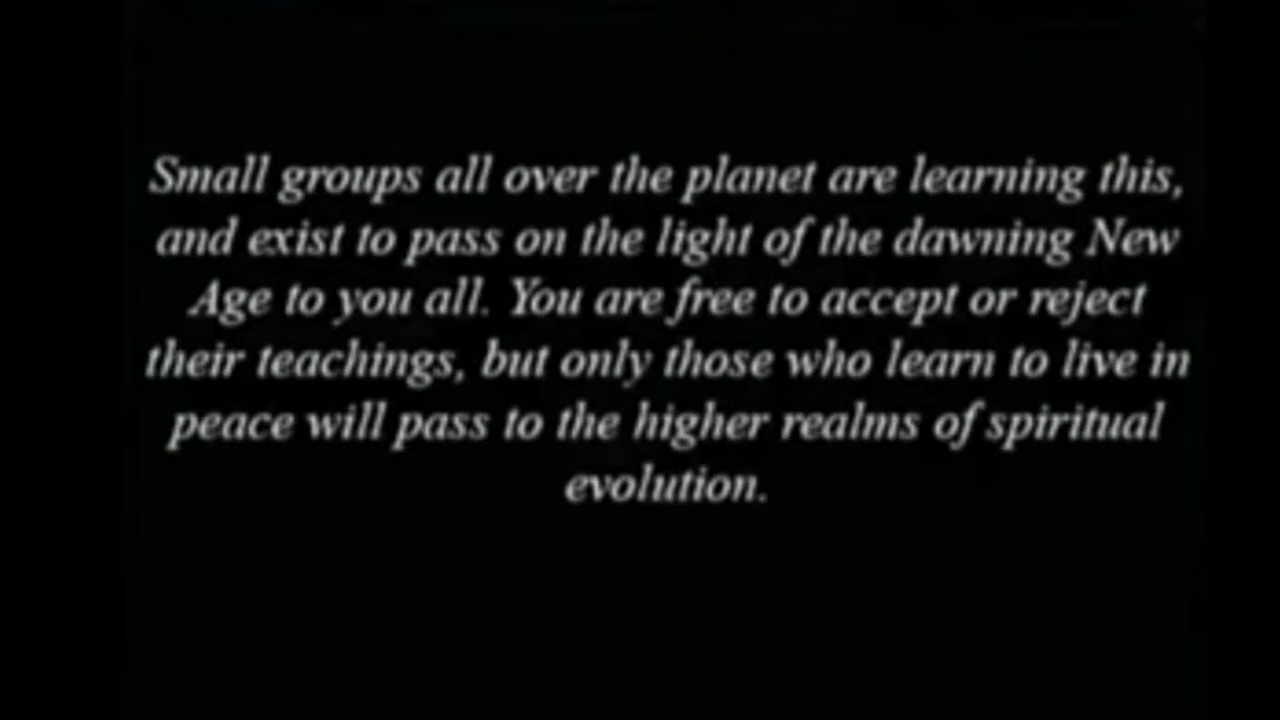 Small groups all over the planet are learning this,
and exist to pass on the light of the dawning New
Age to you all. You are free to accept or reject
their teachings, but only those who learn to live in
peace will pass to the higher realms of spiritual
evolution.